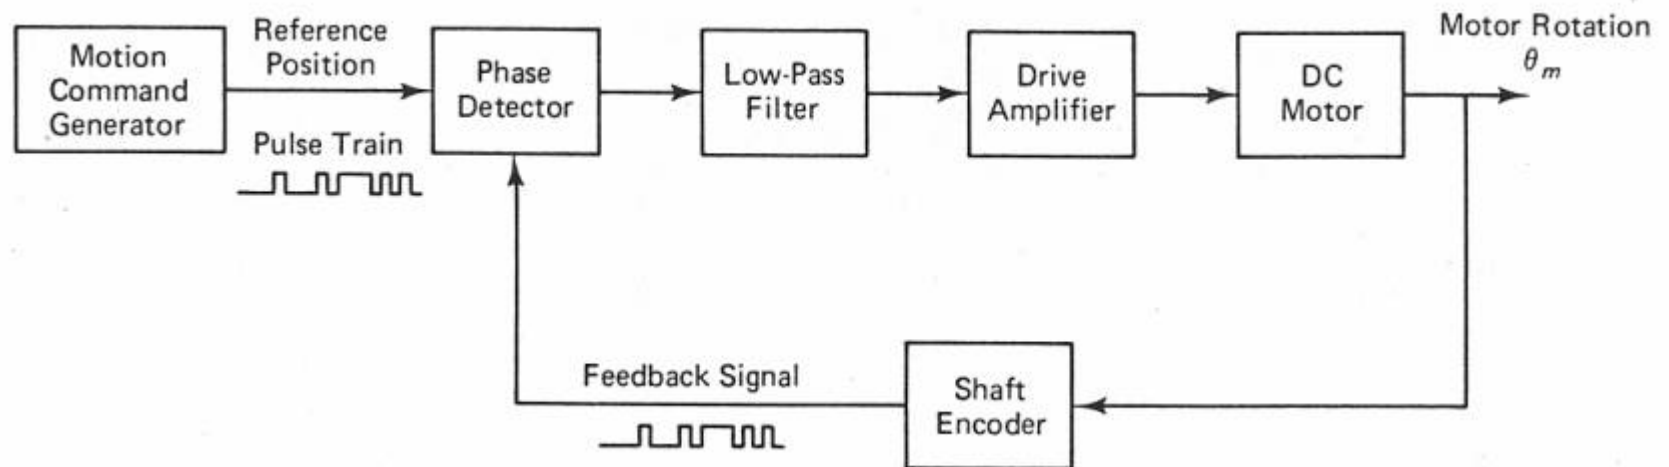 Motion
Command
Generator
Reference
Position
Pulse Train
Phase
Detector
Low-Pass
Filter
Drive
Amplifier
DC
Motor
Motor Rotation
θm
Feedback Signal
Shaft
Encoder